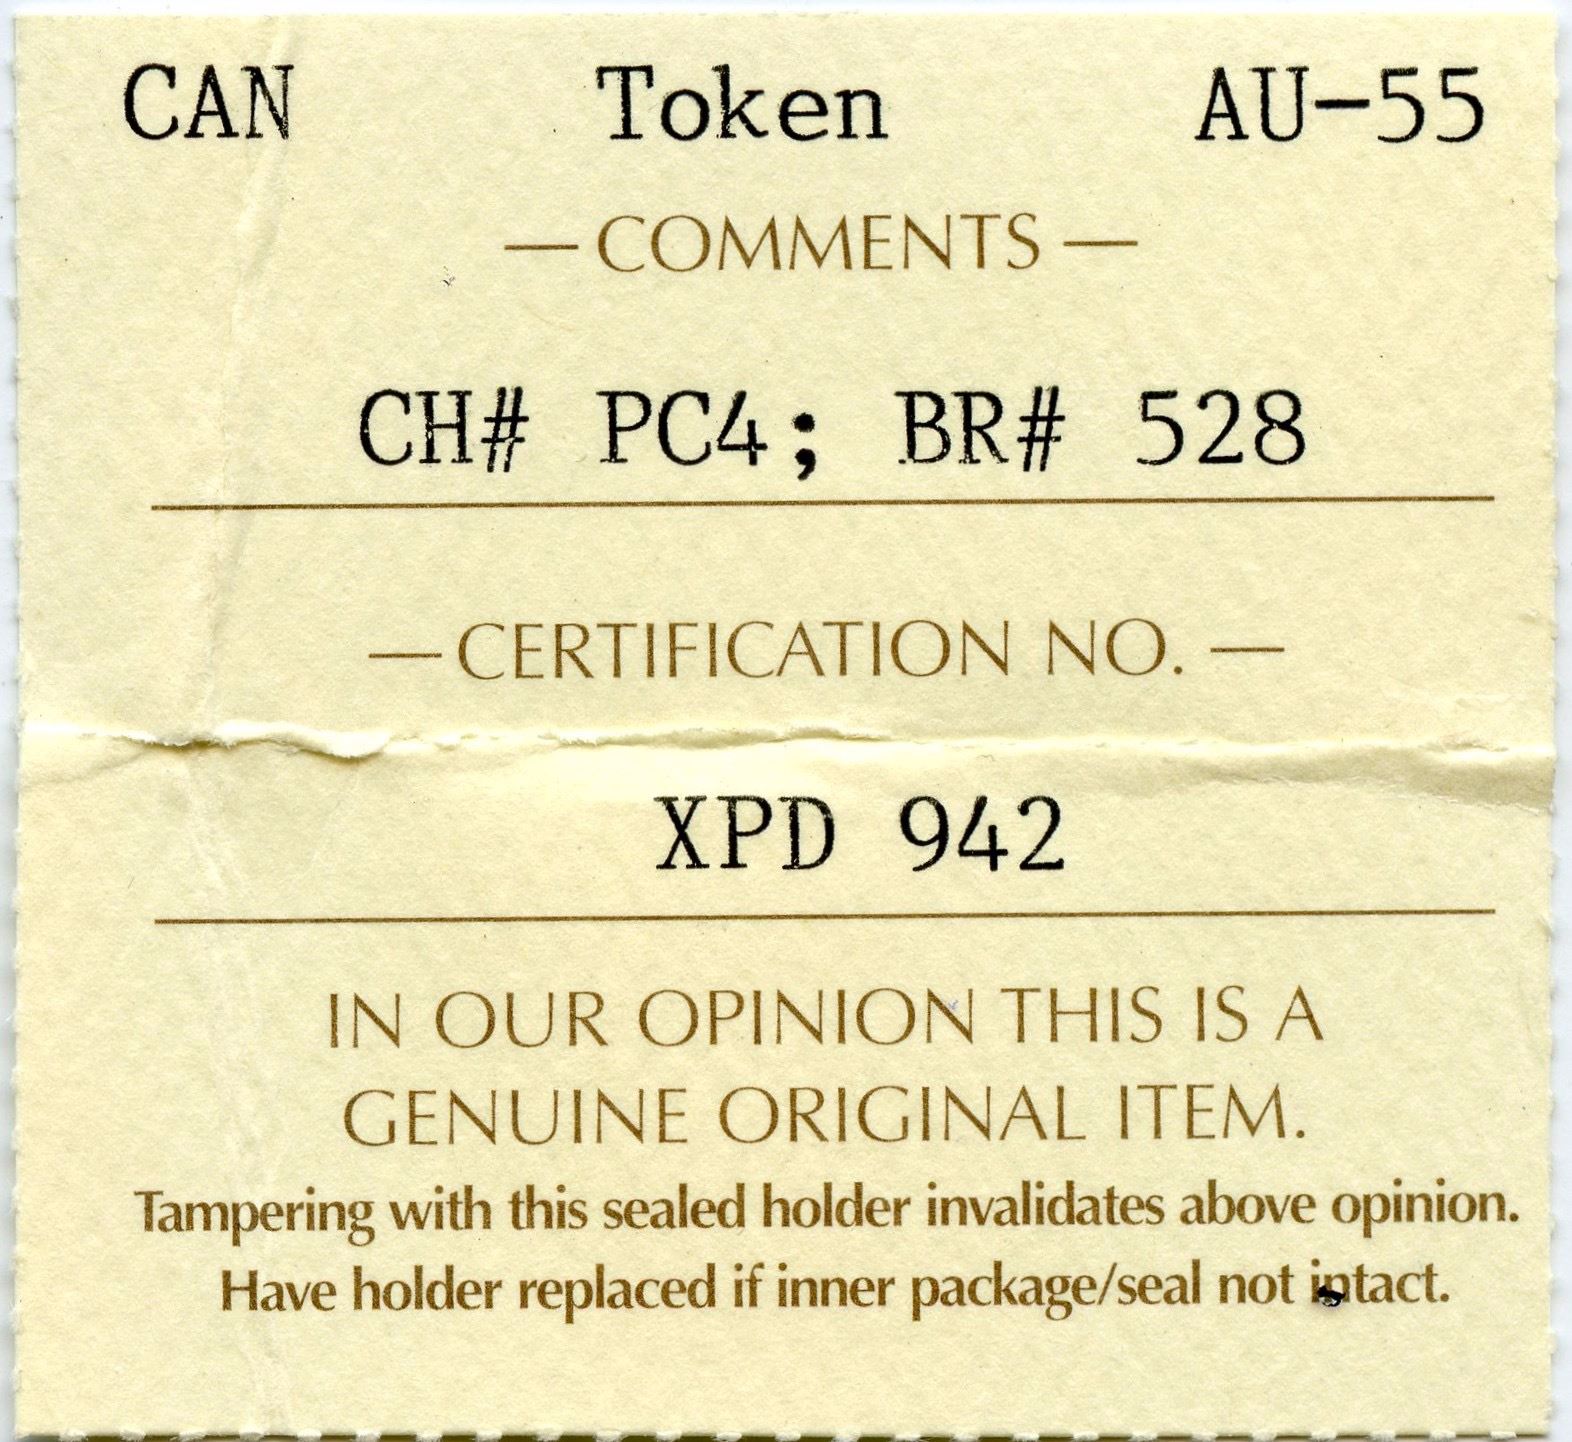 CAN Token AU-55
— COMMENTS —
CH# PC4; BR# 528
— CERTIFICATION NO. —
XPD 942
IN OUR OPINION THIS IS A
GENUINE ORIGINAL ITEM.
Tampering with this sealed holder invalidates above opinion.
Have holder replaced if inner package/seal not intact.